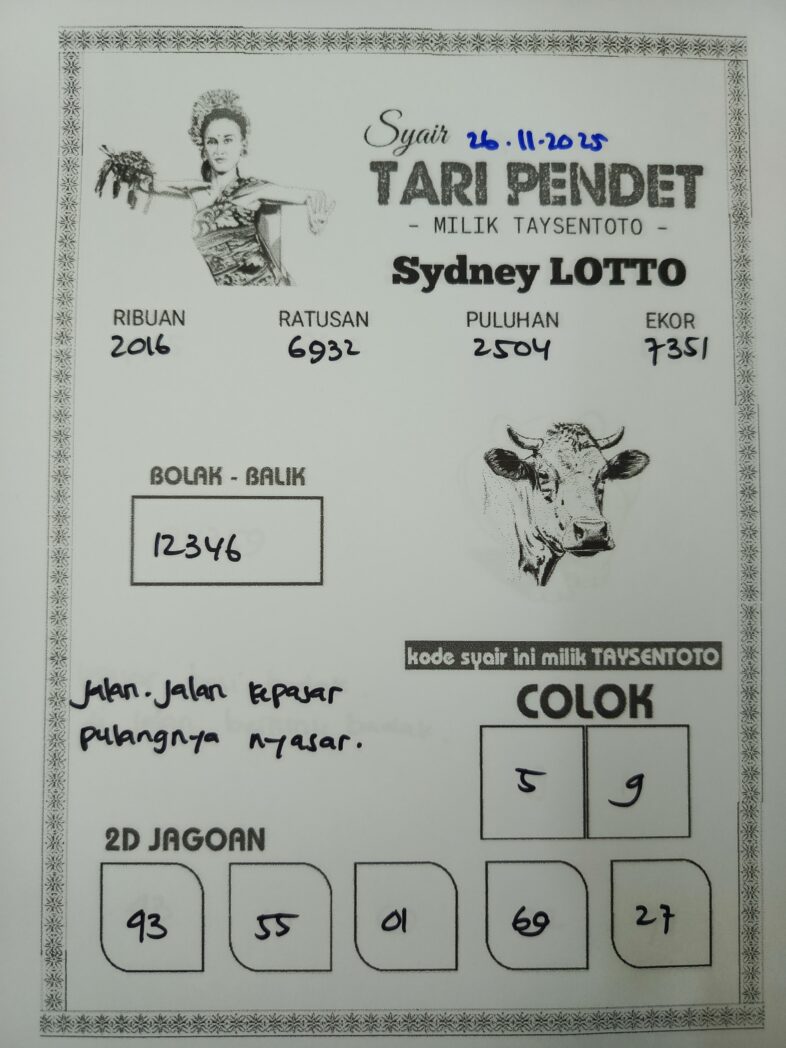 Syair 26.11.2025
TARI PENDET
- MILIK TAYSENTOTO -
Sydney LOTTO
RIBUAN RATUSAN PULUHAN EKOR
2016 6932 2504 7351
BOLAK - BALIK
12346
kode syair ini milik TAYSENTOTO
Jalan-Jalan kepasar
pulangnya nyasar.
COLOK
5 9
2D JAGOAN
93 55 01 69 27